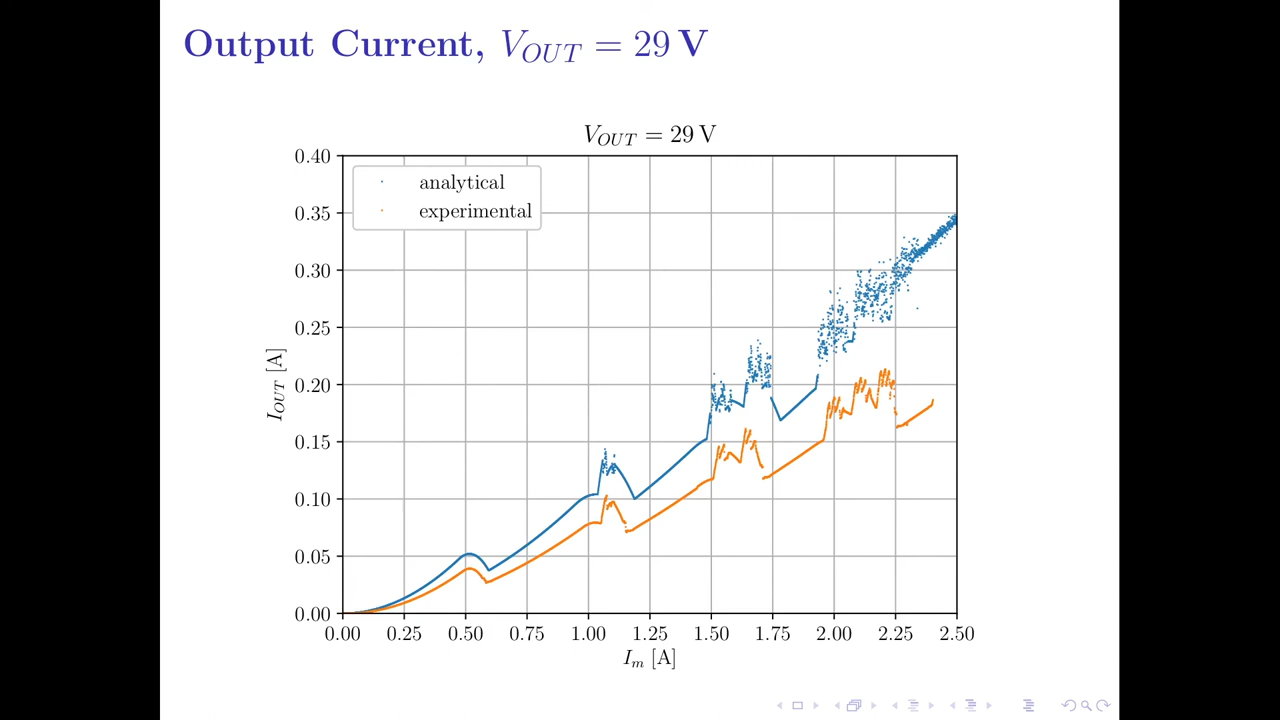 Output Current, V_OUT = 29 V
V_OUT = 29 V
0.40
analytical
experimental
0.35
0.30
0.25
0.20
0.15
0.10
0.05
0.00
I_OUT [A]
0.00 0.25 0.50 0.75 1.00 1.25 1.50 1.75 2.00 2.25 2.50
I_m [A]